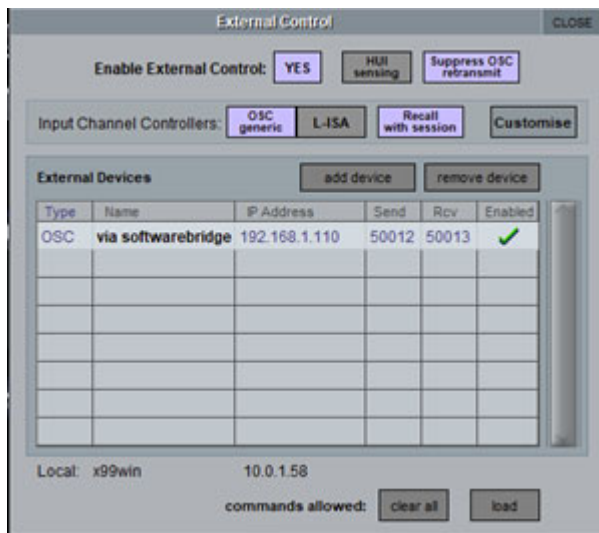 External Control CLOSE
Enable External Control: YES HUI sensing Suppress OSC retransmit
Input Channel Controllers: OSC generic L-ISA Recall with session Customise
External Devices add device remove device
Type Name IP Address Send Rcv Enabled
OSC via softwarebridge 192.168.1.110 50012 50013
Local: x99win 10.0.1.58
commands allowed: clear all load